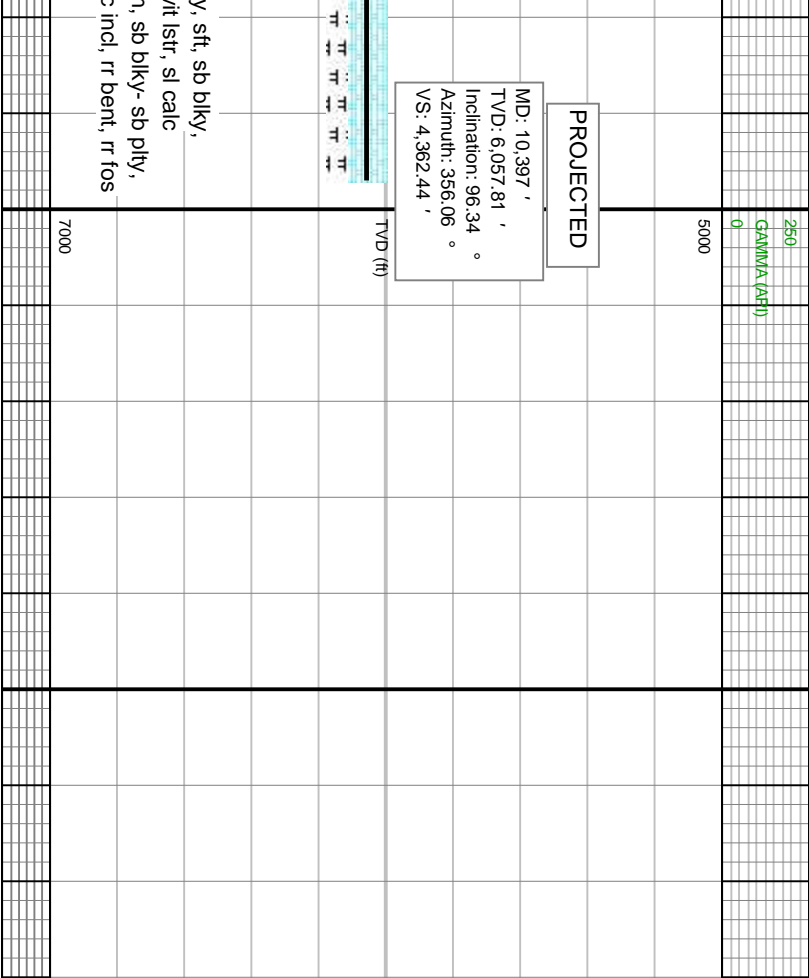 250
GAMMA (API)
0
5000
PROJECTED
MD: 10,397 '
TVD: 6,057.81 '
Inclination: 96.34 °
Azimuth: 356.06 °
VS: 4,362.44 '
TVD (ft)
7000
y, sft, sb blky,
vit lstr, sl calc
n, sb blky- sb plty,
c incl, rr bent, rr fos